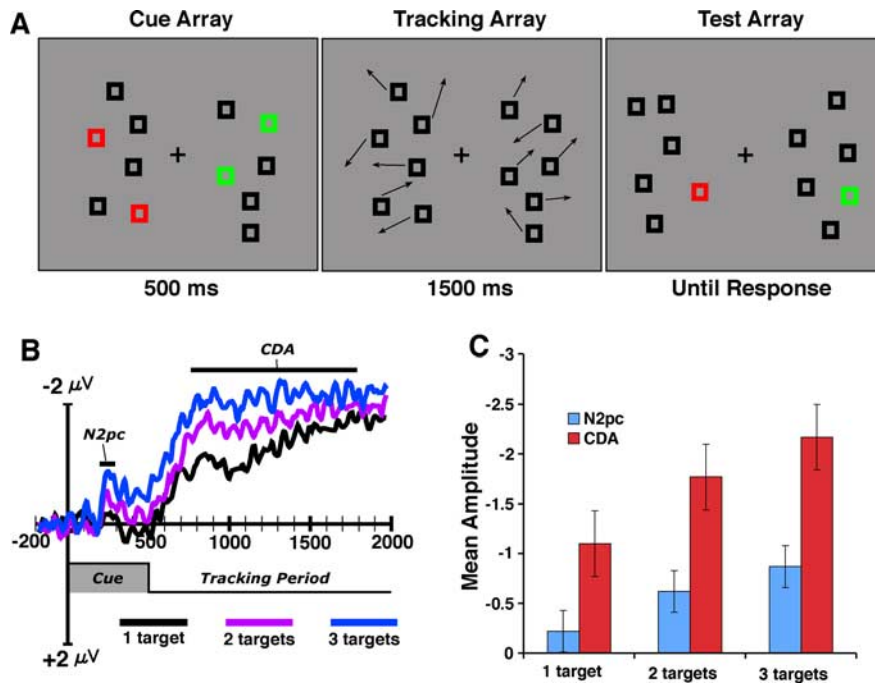 A
Cue Array
Tracking Array
Test Array
500 ms
1500 ms
Until Response
B
-2 μV
CDA
N2pc
-200
500
1000
1500
2000
Cue
Tracking Period
+2 μV
1 target
2 targets
3 targets
C
Mean Amplitude
-3
-2.5
-2
-1.5
-1
-0.5
0
N2pc
CDA
1 target
2 targets
3 targets